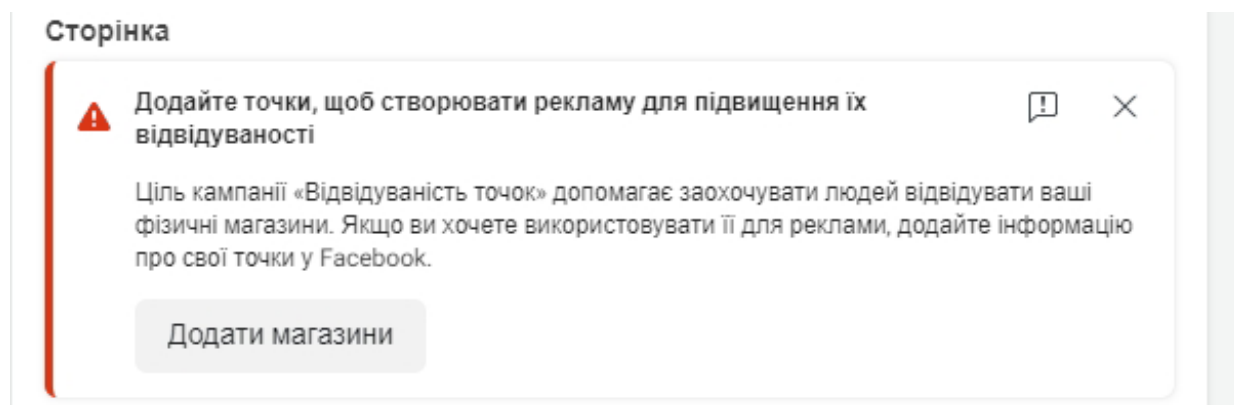 Сторінка
Додайте точки, щоб створювати рекламу для підвищення їх
відвідуваності
Ціль кампанії «Відвідуваність точок» допомагає заохочувати людей відвідувати ваші
фізичні магазини. Якщо ви хочете використовувати її для реклами, додайте інформацію
про свої точки у Facebook.
Додати магазини